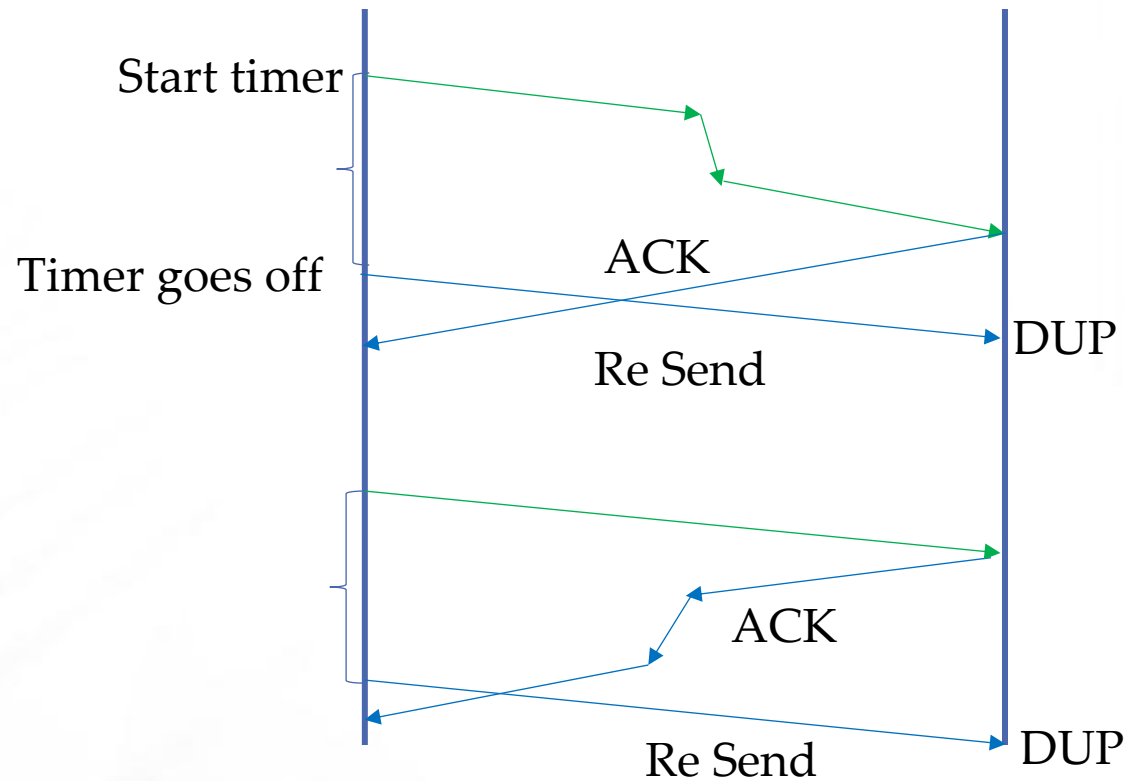 Start timer
ACK
Timer goes off
DUP
Re Send
ACK
DUP
Re Send